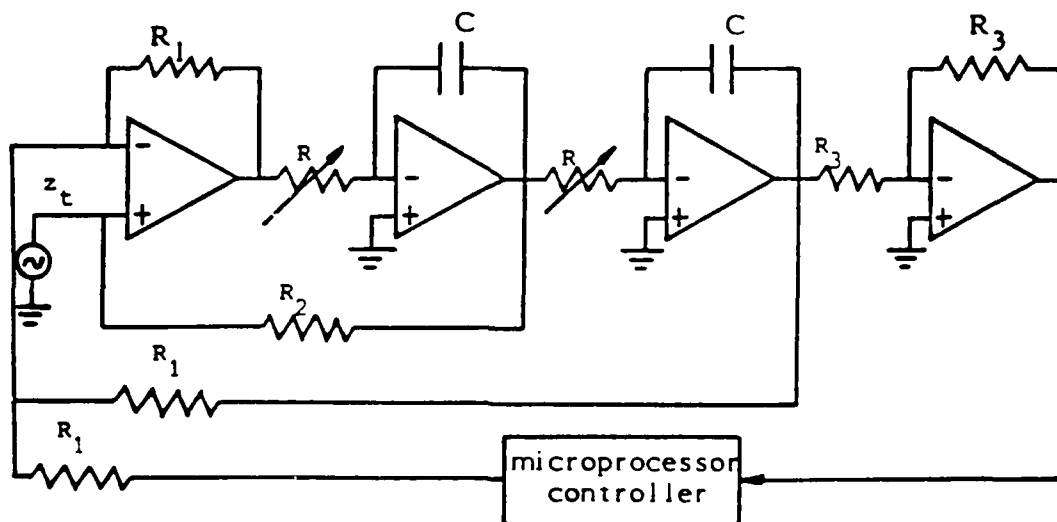 R1
C
C
R3
R
R
R3
−
+
−
+
−
+
−
+
zt
R2
R1
R1
microprocessor
controller